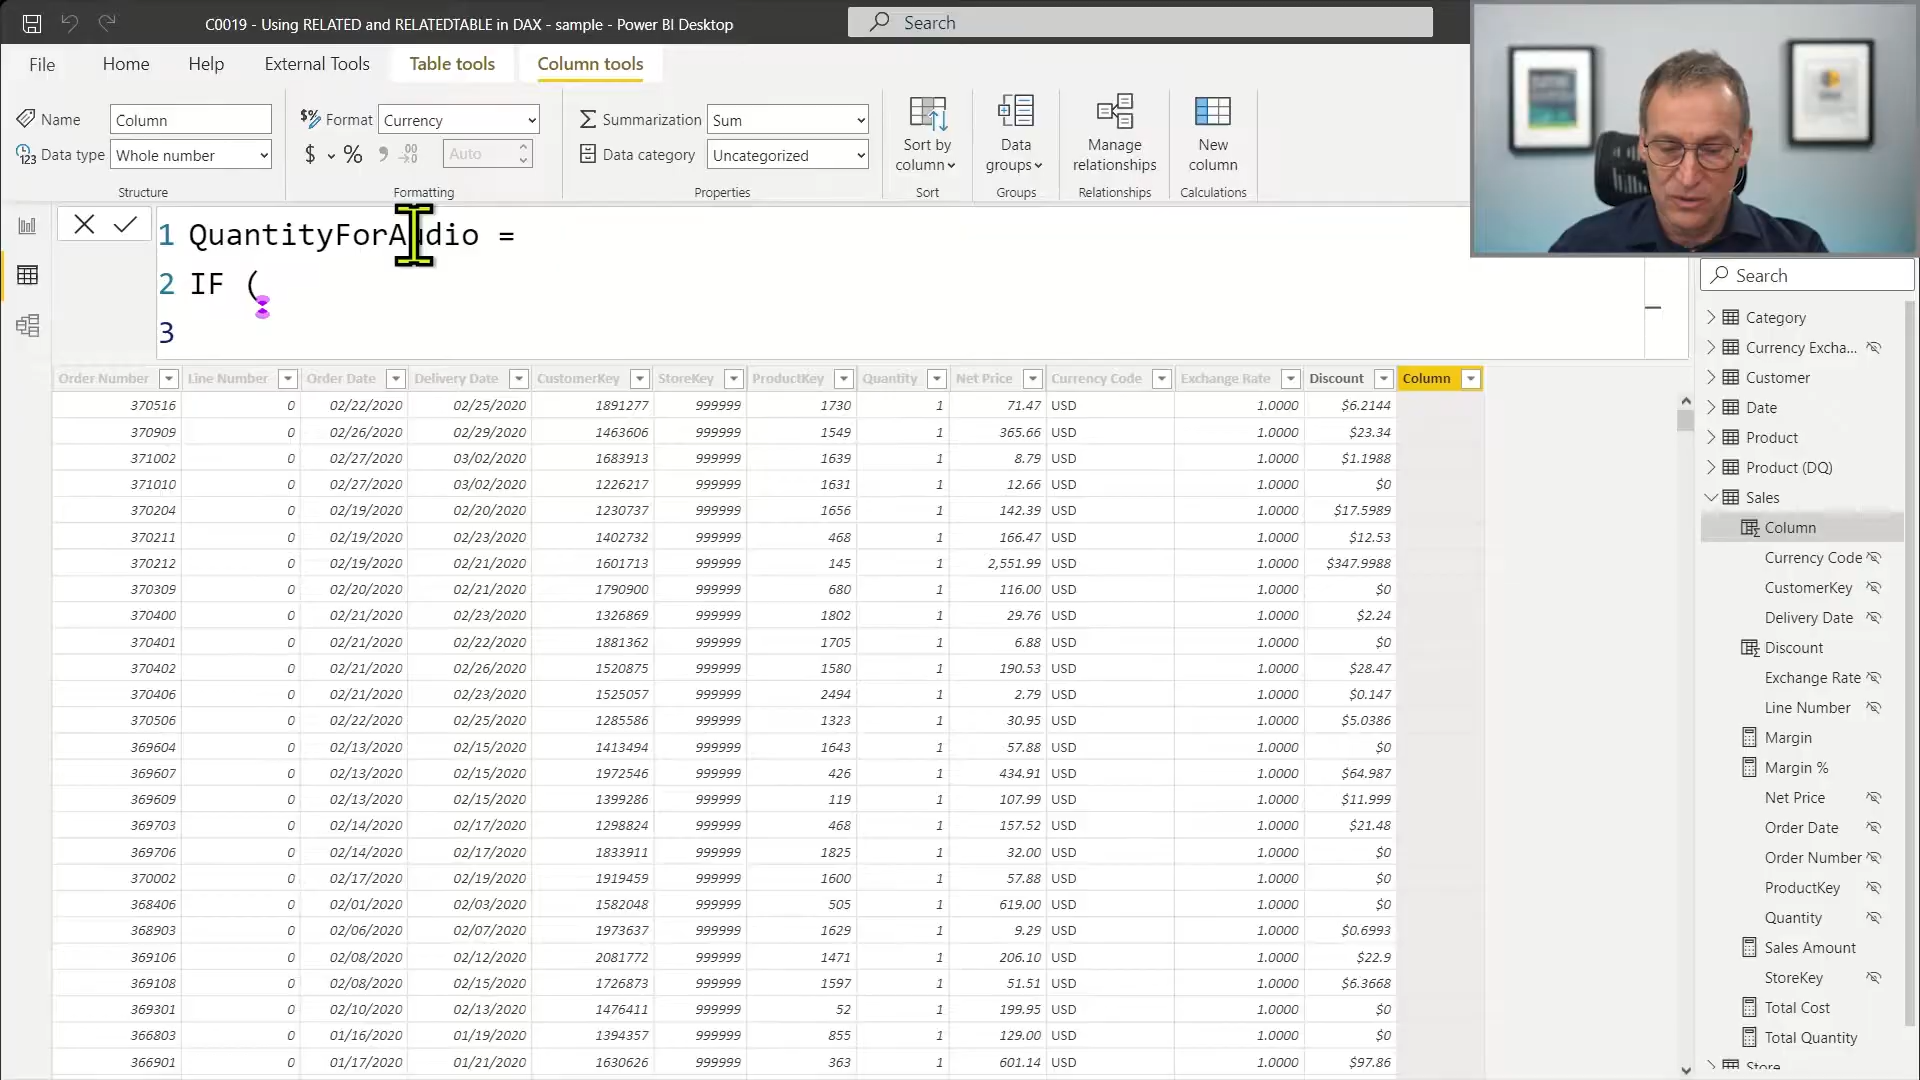 C0019 - Using RELATED and RELATEDTABLE in DAX - sample - Power BI Desktop
Search
File Home Help External Tools Table tools Column tools
Name Column
Format Currency
Summarization Sum
Data type Whole number
$ % Auto
Data category Uncategorized
Sort by column
Data groups
Manage relationships
New column
Structure Formatting Properties Sort Groups Relationships Calculations
1 QuantityForAudio =
2 IF (
3
Search
Category
Currency Excha...
Customer
Date
Product
Product (DQ)
Sales
Column
Currency Code
CustomerKey
Delivery Date
Discount
Exchange Rate
Line Number
Margin
Margin %
Net Price
Order Date
Order Number
ProductKey
Quantity
Sales Amount
StoreKey
Total Cost
Total Quantity
Store
Order Number Line Number Order Date Delivery Date CustomerKey StoreKey ProductKey Quantity Net Price Currency Code Exchange Rate Discount Column
370516 0 02/22/2020 02/25/2020 1891277 999999 1730 1 71.47 USD 1.0000 $6.2144
370909 0 02/26/2020 02/29/2020 1463606 999999 1549 1 365.66 USD 1.0000 $23.34
371002 0 02/27/2020 03/02/2020 1683913 999999 1639 1 8.79 USD 1.0000 $1.1988
371010 0 02/27/2020 03/02/2020 1226217 999999 1631 1 12.66 USD 1.0000 $0
370204 0 02/19/2020 02/20/2020 1230737 999999 1656 1 142.39 USD 1.0000 $17.5989
370211 0 02/19/2020 02/23/2020 1402732 999999 468 1 166.47 USD 1.0000 $12.53
370212 0 02/19/2020 02/21/2020 1601713 999999 145 1 2,551.99 USD 1.0000 $347.9988
370309 0 02/20/2020 02/21/2020 1790900 999999 680 1 116.00 USD 1.0000 $0
370400 0 02/21/2020 02/23/2020 1326869 999999 1802 1 29.76 USD 1.0000 $2.24
370401 0 02/21/2020 02/22/2020 1881362 999999 1705 1 6.88 USD 1.0000 $0
370402 0 02/21/2020 02/26/2020 1520875 999999 1580 1 190.53 USD 1.0000 $28.47
370406 0 02/21/2020 02/23/2020 1525057 999999 2494 1 2.79 USD 1.0000 $0.147
370506 0 02/22/2020 02/25/2020 1285586 999999 1323 1 30.95 USD 1.0000 $5.0386
369604 0 02/13/2020 02/15/2020 1413494 999999 1643 1 57.88 USD 1.0000 $0
369607 0 02/13/2020 02/15/2020 1972546 999999 426 1 434.91 USD 1.0000 $64.987
369609 0 02/13/2020 02/15/2020 1399286 999999 119 1 107.99 USD 1.0000 $11.999
369703 0 02/14/2020 02/17/2020 1298824 999999 468 1 157.52 USD 1.0000 $21.48
369706 0 02/14/2020 02/17/2020 1833911 999999 1825 1 32.00 USD 1.0000 $0
370002 0 02/17/2020 02/19/2020 1919459 999999 1600 1 57.88 USD 1.0000 $0
368406 0 02/01/2020 02/03/2020 1582048 999999 505 1 619.00 USD 1.0000 $0
368903 0 02/06/2020 02/07/2020 1973637 999999 1629 1 9.29 USD 1.0000 $0.6993
369106 0 02/08/2020 02/12/2020 2081772 999999 1471 1 206.10 USD 1.0000 $22.9
369108 0 02/08/2020 02/15/2020 1726873 999999 1597 1 51.51 USD 1.0000 $6.3668
369301 0 02/10/2020 02/13/2020 1476411 999999 52 1 199.95 USD 1.0000 $0
366803 0 01/16/2020 01/19/2020 1394357 999999 855 1 129.00 USD 1.0000 $0
366901 0 01/17/2020 01/21/2020 1630626 999999 363 1 601.14 USD 1.0000 $97.86